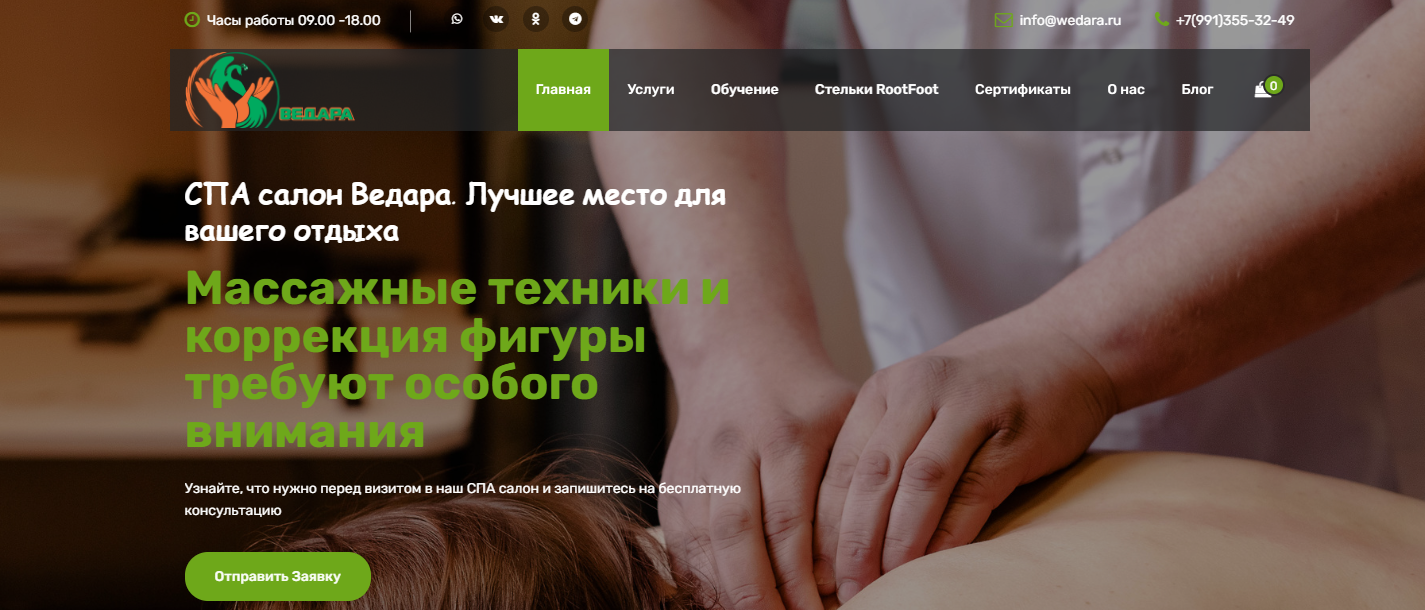 Часы работы 09.00 -18.00
info@wedara.ru
+7(991)355-32-49
ВЕДАРА
Главная
Услуги
Обучение
Стельки RootFoot
Сертификаты
О нас
Блог
0
СПА салон Ведара. Лучшее место для
вашего отдыха
Массажные техники и
коррекция фигуры
требуют особого
внимания
Узнайте, что нужно перед визитом в наш СПА салон и запишитесь на бесплатную
консультацию
Отправить Заявку